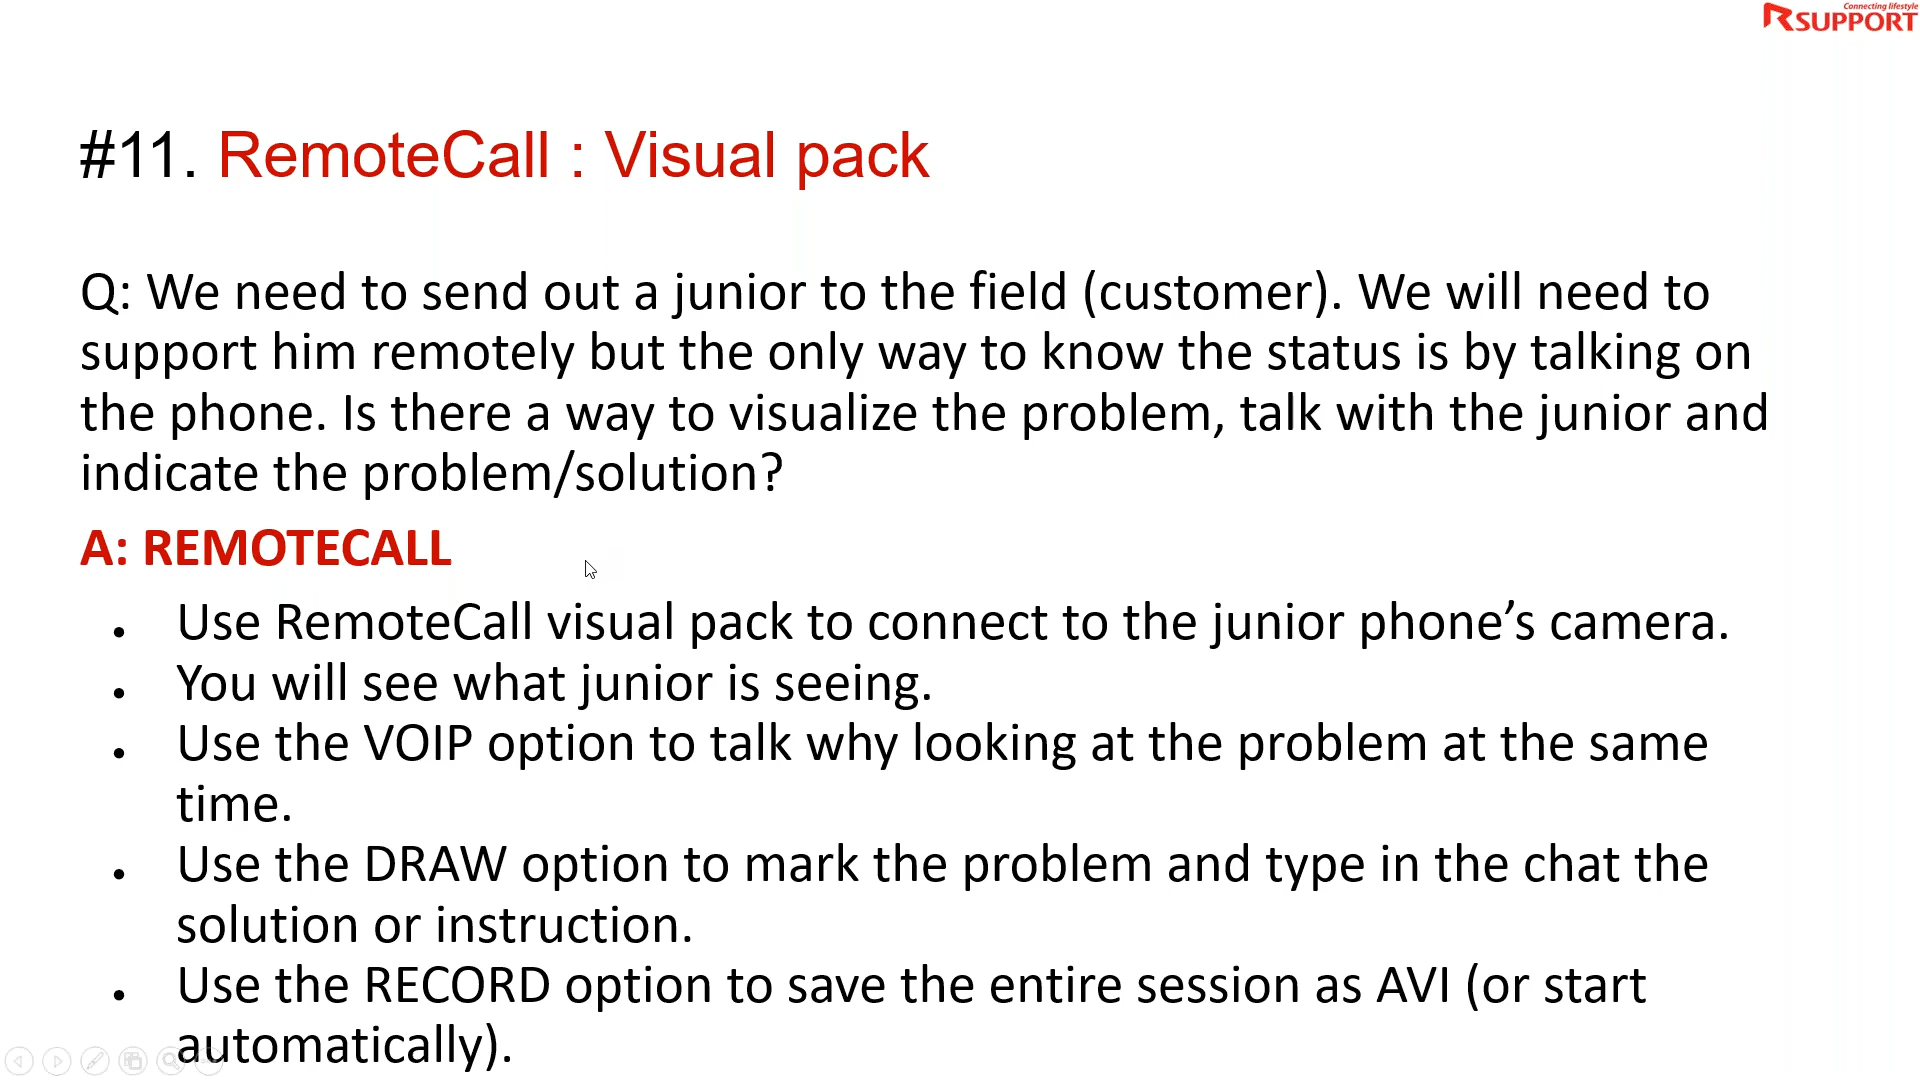 Connecting lifestyle
RSUPPORT
#11. RemoteCall : Visual pack
Q: We need to send out a junior to the field (customer). We will need to
support him remotely but the only way to know the status is by talking on
the phone. Is there a way to visualize the problem, talk with the junior and
indicate the problem/solution?
A: REMOTECALL
• Use RemoteCall visual pack to connect to the junior phone’s camera.
• You will see what junior is seeing.
• Use the VOIP option to talk why looking at the problem at the same
time.
• Use the DRAW option to mark the problem and type in the chat the
solution or instruction.
• Use the RECORD option to save the entire session as AVI (or start
automatically).